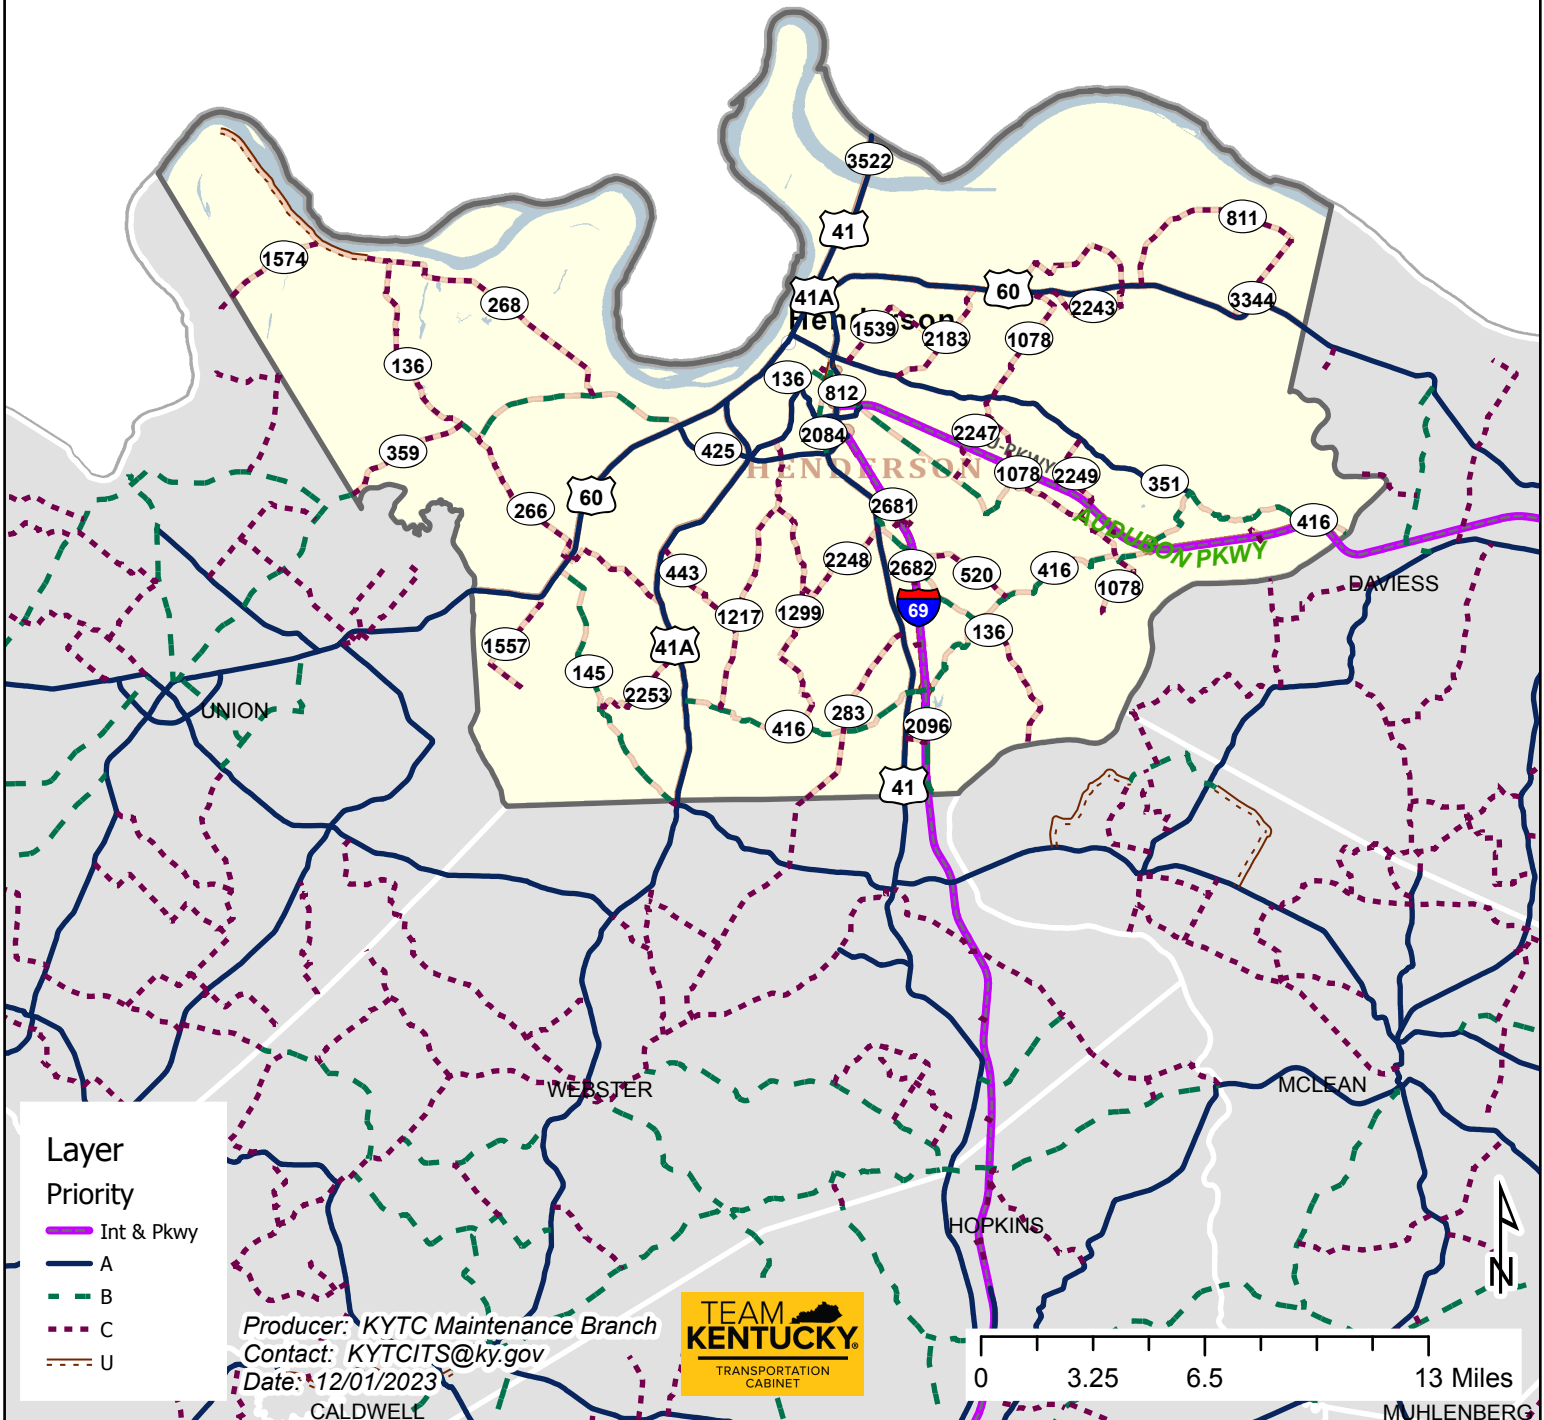 3522
811
41
1574
41A
60
268
3344
2243
Henderson
1539
2183
1078
136
136
812
2247
2084
359
425
U-PKWY
HENDERSON
1078
2249
351
60
2681
266
416
AUDUBON PKWY
2248
2682
443
520
416
DAVIESS
1078
69
1217
1299
136
1557
41A
145
2253
UNION
283
416
2096
41
WEBSTER
MCLEAN
Layer
Priority
Int & Pkwy
A
B
C
U
HOPKINS
N
Producer: KYTC Maintenance Branch
Contact: KYTCITS@ky.gov
Date: 12/01/2023
TEAM
KENTUCKY®
TRANSPORTATION
CABINET
0 3.25 6.5 13 Miles
CALDWELL
MUHLENBERG